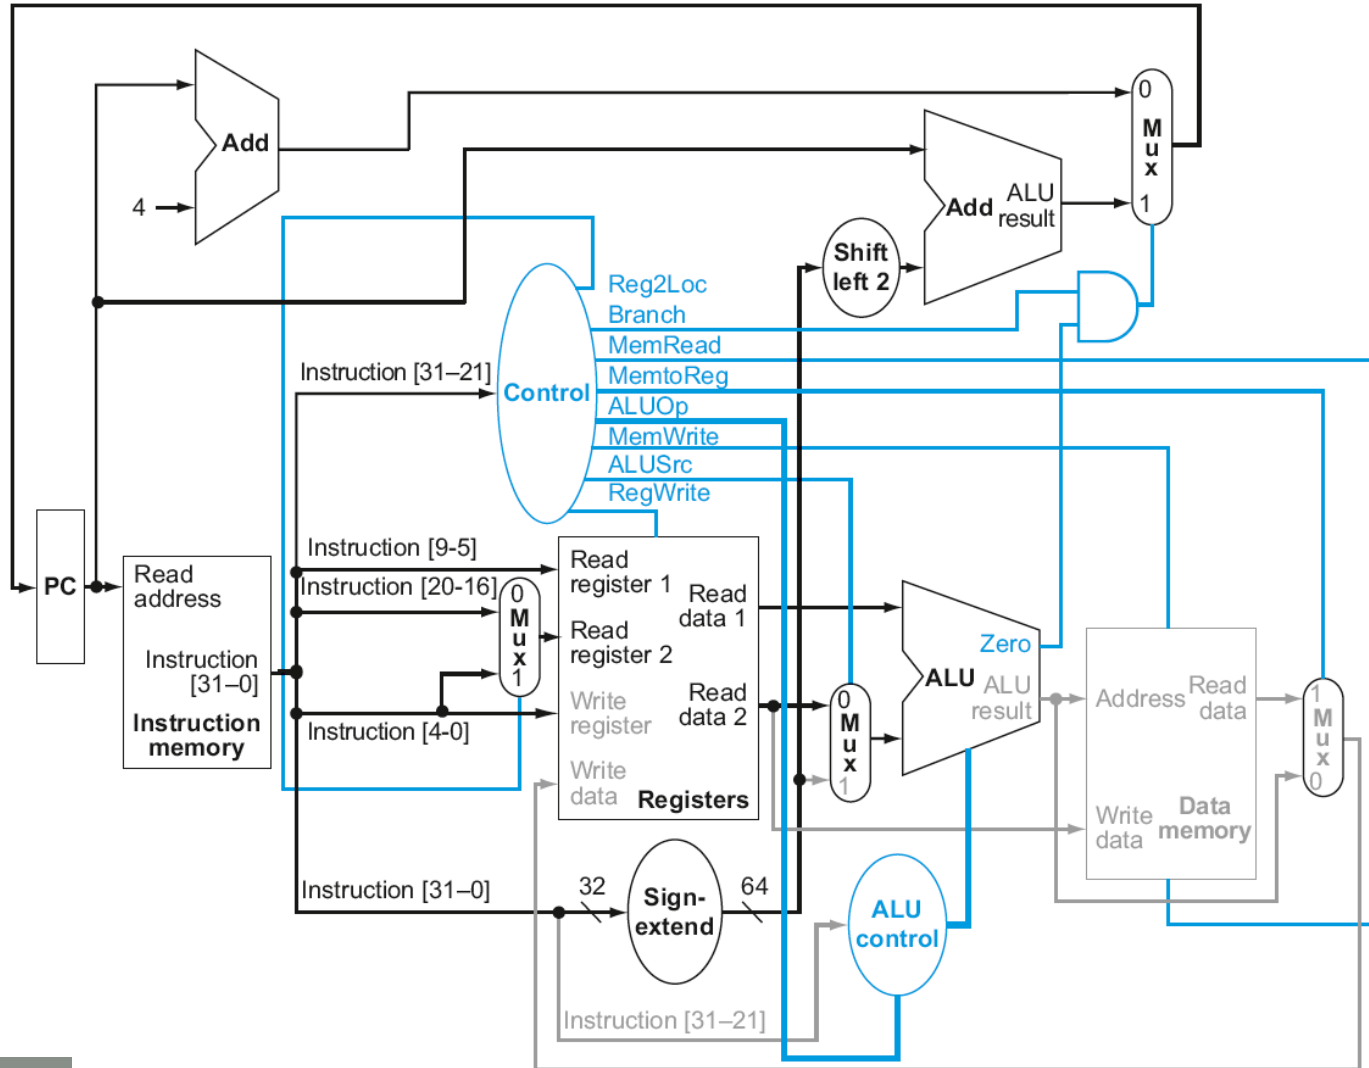 0
M
u
x
1
Add
4
Add
ALU
result
Shift
left 2
Reg2Loc
Branch
MemRead
MemtoReg
ALUOp
MemWrite
ALUSrc
RegWrite
Instruction [31–21]
Control
PC
Read
address
Instruction
[31–0]
Instruction
memory
Instruction [9-5]
Instruction [20-16]
Instruction [4-0]
0
M
u
x
1
Read
register 1
Read
register 2
Write
register
Write
data
Read
data 1
Read
data 2
Registers
0
M
u
x
1
Zero
ALU
ALU
result
Address
Read
data
Write
data
Data
memory
1
M
u
x
0
Instruction [31–0]
32
Sign-
extend
64
ALU
control
Instruction [31–21]